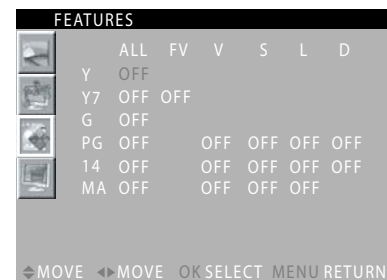 FEATURES
ALL FV V S L D
Y OFF
Y7 OFF OFF
G OFF
PG OFF OFF OFF OFF OFF
14 OFF OFF OFF OFF OFF
MA OFF OFF OFF OFF
MOVE MOVE OK SELECT MENU RETURN